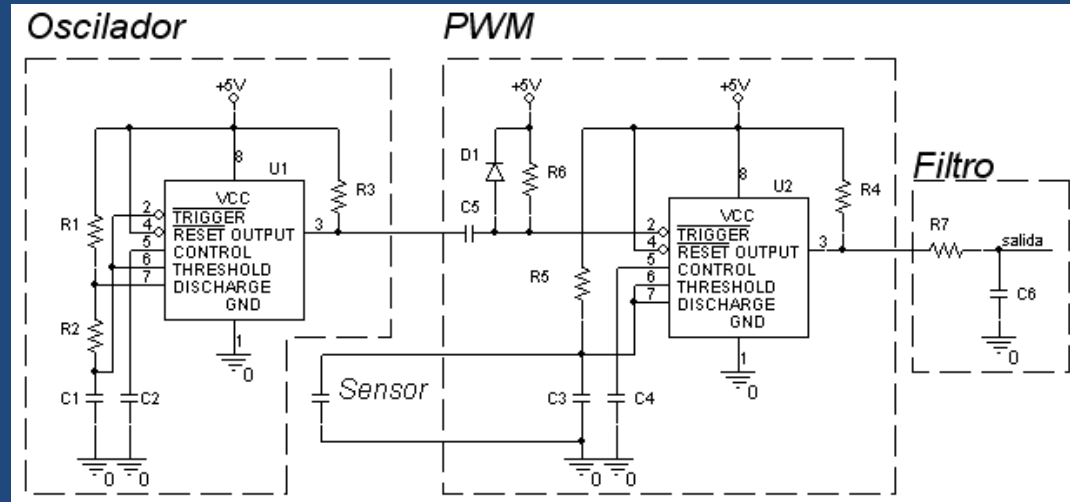 Oscilador
PWM
+5V
+5V
+5V
D1
R6
8
U1
R3
C5
8
U2
R4
Filtro
VCC
2 TRIGGER
4 RESET OUTPUT 3
5 CONTROL
6 THRESHOLD
7 DISCHARGE
GND
1
0
R1
R2
C1
C2
0
0
VCC
2 TRIGGER
4 RESET OUTPUT 3
5 CONTROL
6 THRESHOLD
7 DISCHARGE
GND
1
0
R5
R7
salida
C6
0
Sensor
C3
C4
0
0